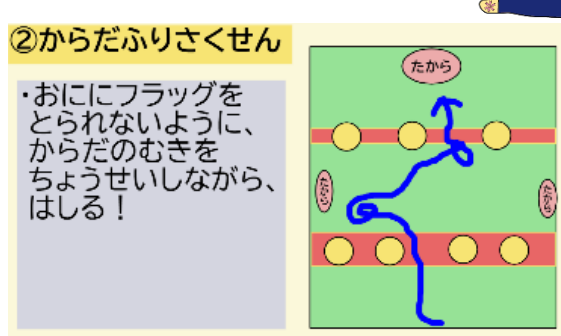 ②からだふりさくせん
・おににフラッグを
とられないように、
からだのむきを
ちょうせいしながら、
はしる！
たから
たから
たから